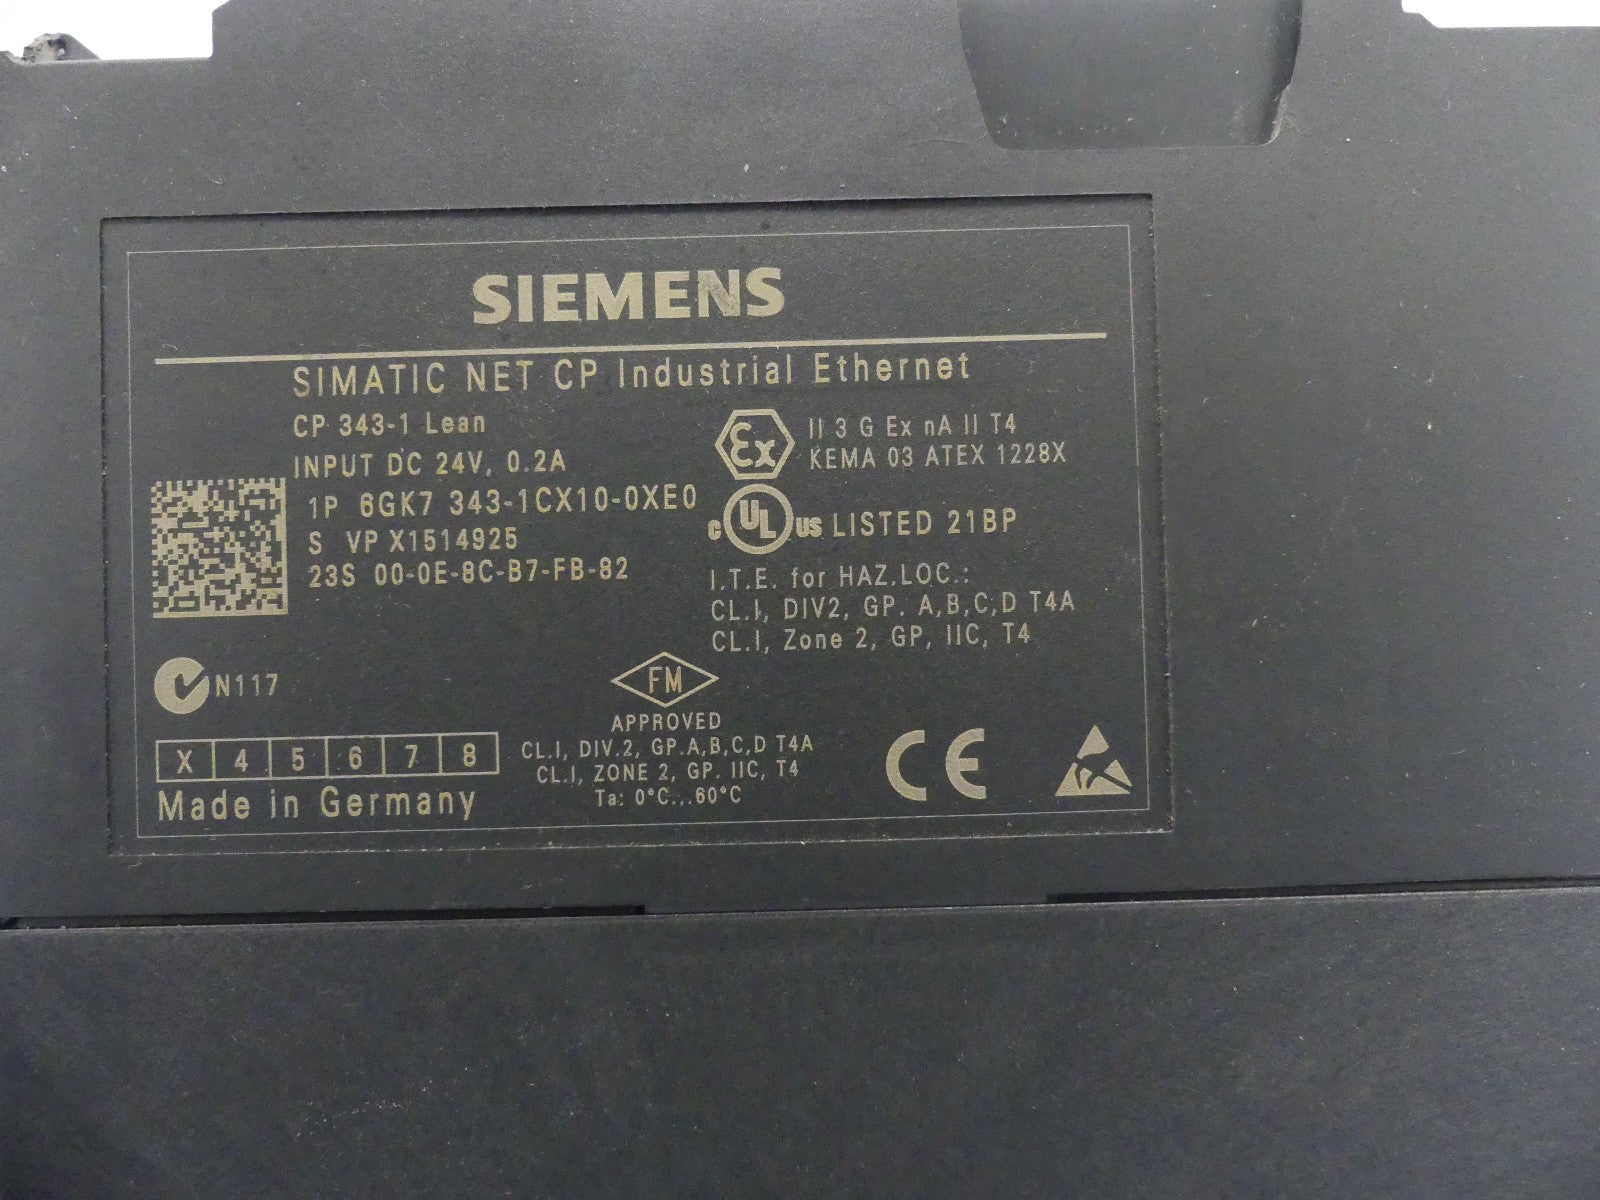 SIEMENS
SIMATIC NET CP Industrial Ethernet
CP 343-1 Lean
INPUT DC 24V, 0.2A
1P 6GK7 343-1CX10-0XE0
S VP X1514925
23S 00-0E-8C-B7-FB-82
Ex II 3 G Ex nA II T4
KEMA 03 ATEX 1228X
c UL us LISTED 21BP
I.T.E. for HAZ.LOC.:
CL.I, DIV2, GP. A,B,C,D T4A
CL.I, Zone 2, GP, IIC, T4
N117
FM
APPROVED
CL.I, DIV.2, GP.A,B,C,D T4A
CL.I, ZONE 2, GP. IIC, T4
Ta: 0°C...60°C
X 4 5 6 7 8
Made in Germany
CE